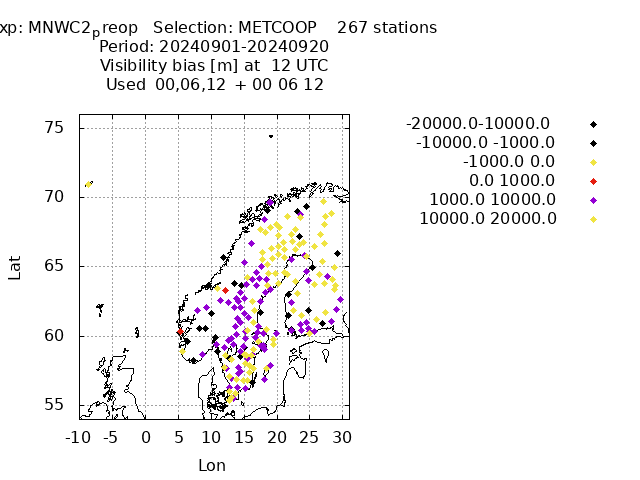 xp: MNWC2preop Selection: METCOOP 267 stations
Period: 20240901-20240920
Visibility bias [m] at 12 UTC
Used 00,06,12 + 00 06 12
-20000.0-10000.0
-10000.0 -1000.0
-1000.0 0.0
0.0 1000.0
1000.0 10000.0
10000.0 20000.0
75
70
65
60
55
Lat
-10 -5 0 5 10 15 20 25 30
Lon